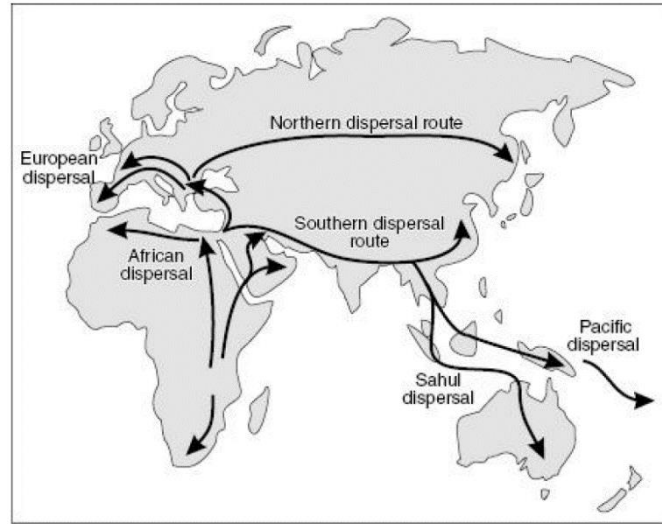 Northern dispersal route
European
dispersal
Southern dispersal
route
African
dispersal
Pacific
dispersal
Sahul
dispersal